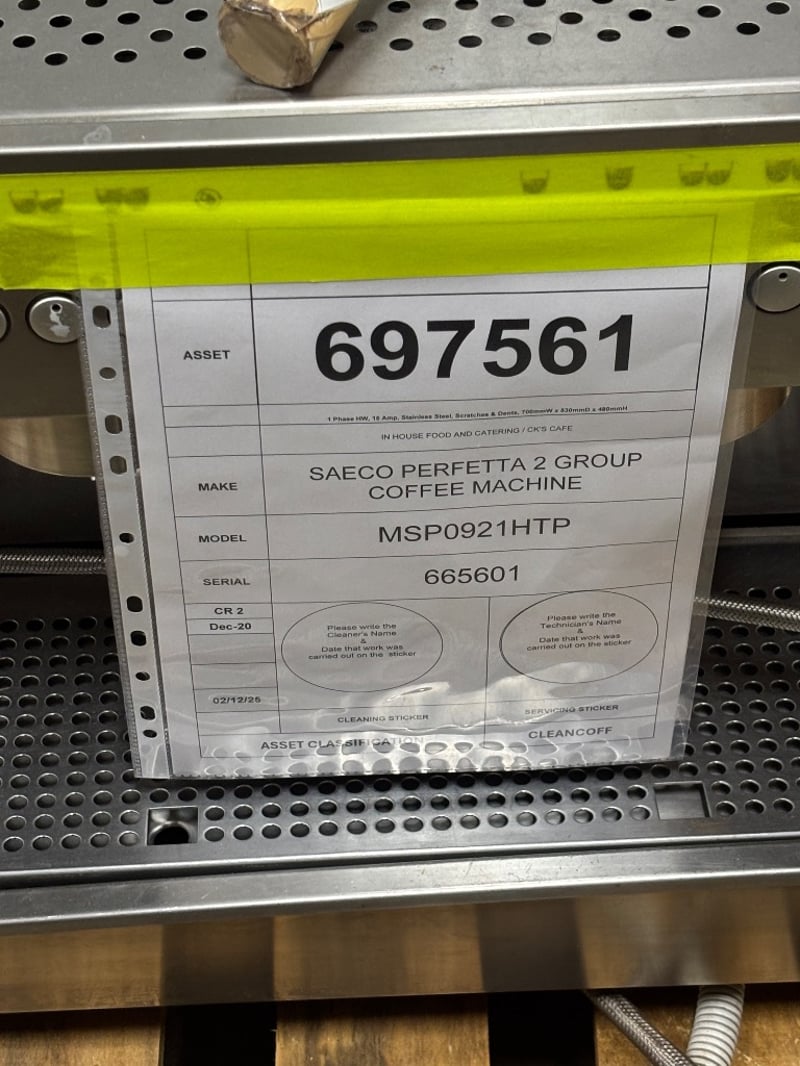 ASSET
697561
1 Phase HW, 15 Amp, Stainless Steel, Scratches & Dents, 700mmW x 530mmD x 480mmH
IN HOUSE FOOD AND CATERING / CK'S CAFE
MAKE
SAECO PERFETTA 2 GROUP
COFFEE MACHINE
MODEL
MSP0921HTP
SERIAL
665601
CR 2
Dec-20
02/12/25
Please write the
Cleaner's Name
&
Date that work was
carried out on the sticker
Please write the
Technician's Name
&
Date that work was
carried out on the sticker
CLEANING STICKER
SERVICING STICKER
ASSET CLASSIFICATION
CLEANCOFF